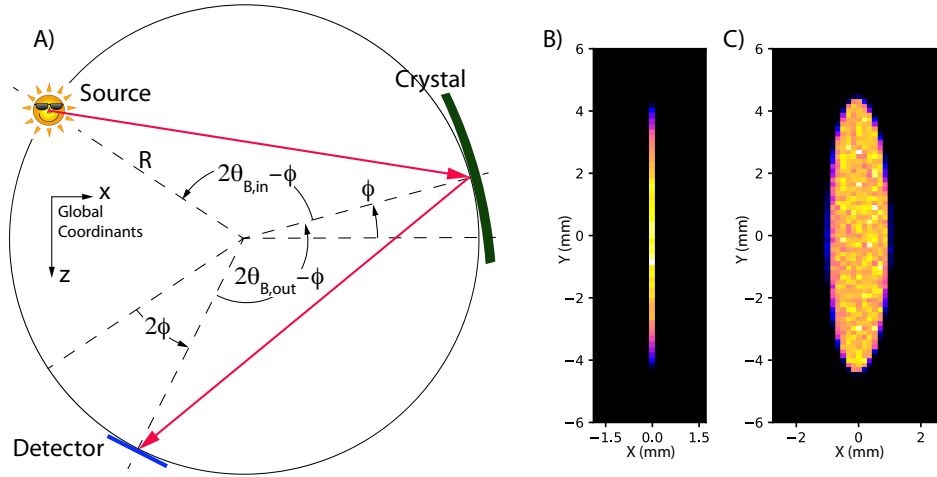 A)
Source
Crystal
R
2θB,in−ϕ
ϕ
x
Global
Coordinants
z
2θB,out−ϕ
2ϕ
Detector
B)
6
4
2
0
−2
−4
−6
Y (mm)
−1.5 0.0 1.5
X (mm)
C)
6
4
2
0
−2
−4
−6
Y (mm)
−2 0 2
X (mm)